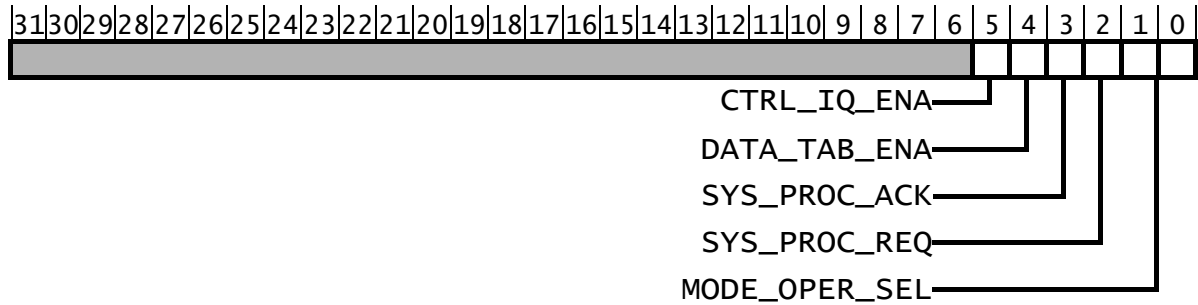 31 30 29 28 27 26 25 24 23 22 21 20 19 18 17 16 15 14 13 12 11 10 9 8 7 6 5 4 3 2 1 0
CTRL_IQ_ENA
DATA_TAB_ENA
SYS_PROC_ACK
SYS_PROC_REQ
MODE_OPER_SEL